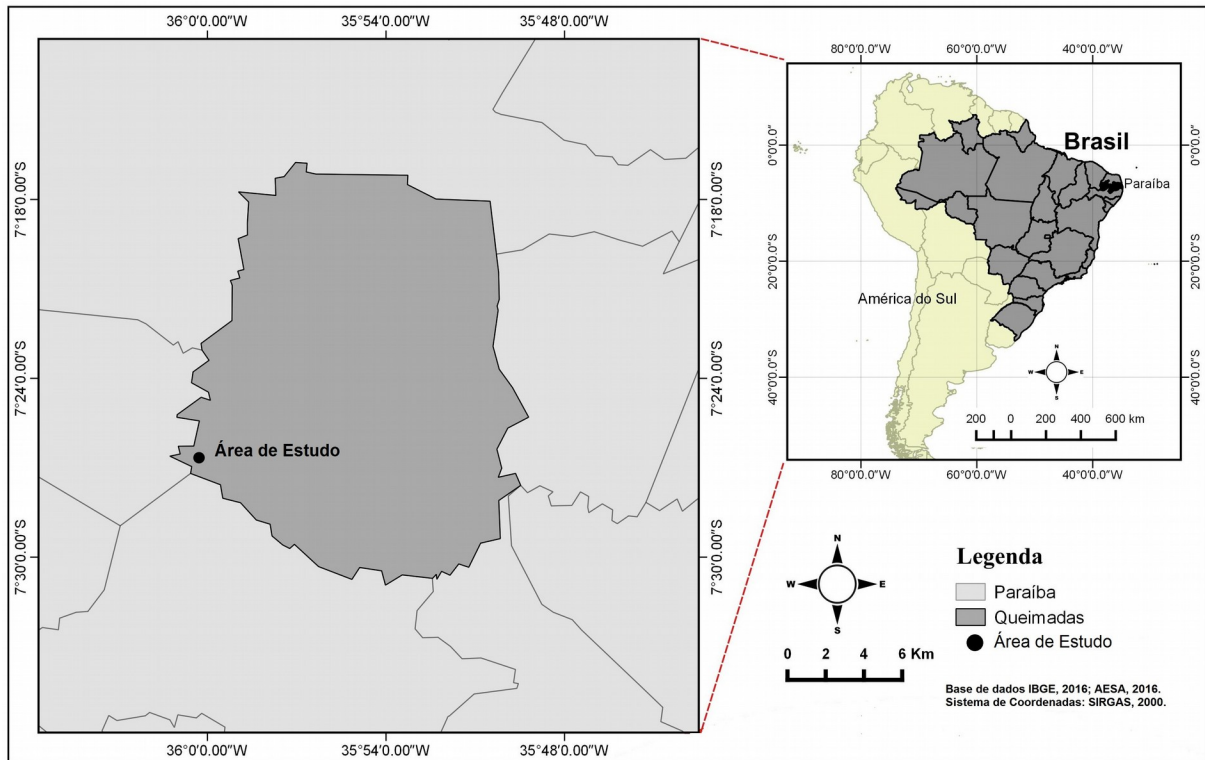 36°0'0.00"W
35°54'0.00"W
35°48'0.00"W
7°18'0.00"S
7°24'0.00"S
7°30'0.00"S
Área de Estudo
7°18'0.00"S
7°24'0.00"S
7°30'0.00"S
36°0'0.00"W
35°54'0.00"W
35°48'0.00"W
80°0'0.0"W
60°0'0.0"W
40°0'0.0"W
0°0'0.0"
20°0'0.0"S
40°0'0.0"S
Brasil
Paraíba
América do Sul
N
W
E
S
200 0 200 400 600 km
0°0'0.0"
20°0'0.0"S
40°0'0.0"S
80°0'0.0"W
60°0'0.0"W
40°0'0.0"W
N
W
E
S
0 2 4 6 Km
Legenda
Paraíba
Queimadas
Área de Estudo
Base de dados IBGE, 2016; AESA, 2016.
Sistema de Coordenadas: SIRGAS, 2000.